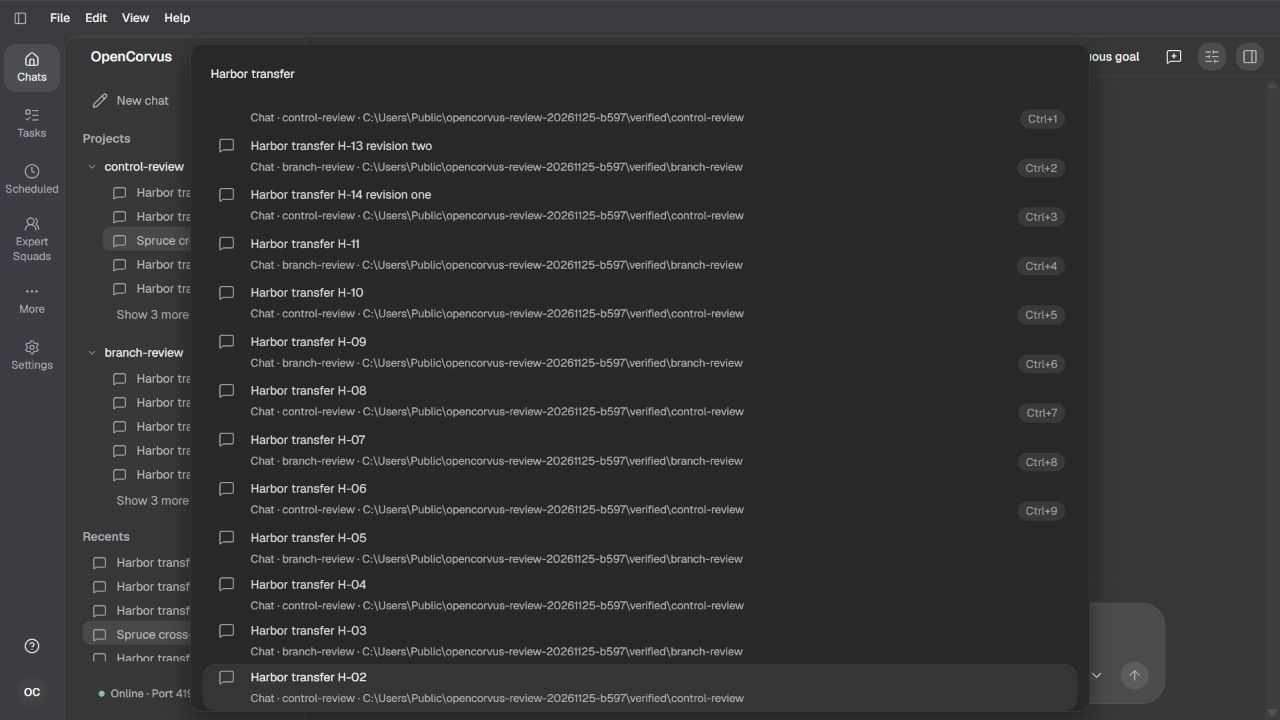 File Edit View Help
OpenCorvus
Chats
Tasks
Scheduled
Expert
Squads
More
Settings
OC
New chat
Projects
control-review
Harbor tra
Harbor tra
Spruce cr
Harbor tra
Harbor tra
Show 3 more
branch-review
Harbor tra
Harbor tra
Harbor tra
Harbor tra
Harbor tra
Show 3 more
Recents
Harbor transf
Harbor transf
Harbor transf
Spruce cross-
Harbor transf
Online · Port 419
Harbor transfer
Chat · control-review · C:\Users\Public\opencorvus-review-20261125-b597\verified\control-review Ctrl+1
Harbor transfer H-13 revision two
Chat · branch-review · C:\Users\Public\opencorvus-review-20261125-b597\verified\branch-review Ctrl+2
Harbor transfer H-14 revision one
Chat · control-review · C:\Users\Public\opencorvus-review-20261125-b597\verified\control-review Ctrl+3
Harbor transfer H-11
Chat · branch-review · C:\Users\Public\opencorvus-review-20261125-b597\verified\branch-review Ctrl+4
Harbor transfer H-10
Chat · control-review · C:\Users\Public\opencorvus-review-20261125-b597\verified\control-review Ctrl+5
Harbor transfer H-09
Chat · branch-review · C:\Users\Public\opencorvus-review-20261125-b597\verified\branch-review Ctrl+6
Harbor transfer H-08
Chat · control-review · C:\Users\Public\opencorvus-review-20261125-b597\verified\control-review Ctrl+7
Harbor transfer H-07
Chat · branch-review · C:\Users\Public\opencorvus-review-20261125-b597\verified\branch-review Ctrl+8
Harbor transfer H-06
Chat · control-review · C:\Users\Public\opencorvus-review-20261125-b597\verified\control-review Ctrl+9
Harbor transfer H-05
Chat · branch-review · C:\Users\Public\opencorvus-review-20261125-b597\verified\branch-review
Harbor transfer H-04
Chat · control-review · C:\Users\Public\opencorvus-review-20261125-b597\verified\control-review
Harbor transfer H-03
Chat · branch-review · C:\Users\Public\opencorvus-review-20261125-b597\verified\branch-review
Harbor transfer H-02
Chat · control-review · C:\Users\Public\opencorvus-review-20261125-b597\verified\control-review
goal